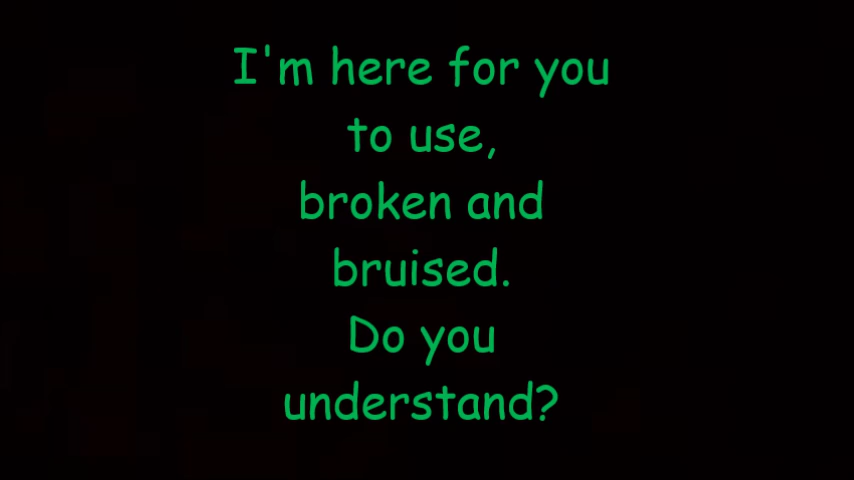 I'm here for you
to use,
broken and
bruised.
Do you
understand?